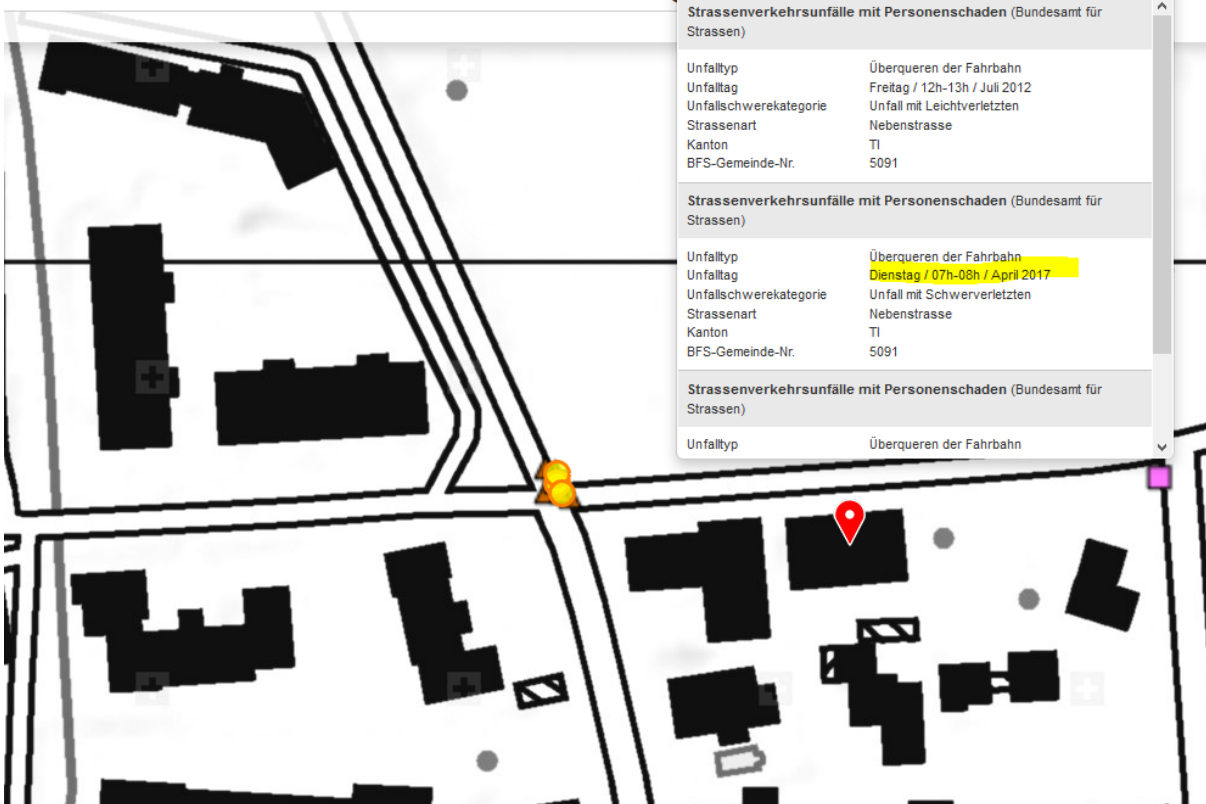 Strassenverkehrsunfälle mit Personenschaden (Bundesamt für
Strassen)
Unfalltyp Überqueren der Fahrbahn
Unfalltag Freitag / 12h-13h / Juli 2012
Unfallschwerekategorie Unfall mit Leichtverletzten
Strassenart Nebenstrasse
Kanton TI
BFS-Gemeinde-Nr. 5091
Strassenverkehrsunfälle mit Personenschaden (Bundesamt für
Strassen)
Unfalltyp Überqueren der Fahrbahn
Unfalltag Dienstag / 07h-08h / April 2017
Unfallschwerekategorie Unfall mit Schwerverletzten
Strassenart Nebenstrasse
Kanton TI
BFS-Gemeinde-Nr. 5091
Strassenverkehrsunfälle mit Personenschaden (Bundesamt für
Strassen)
Unfalltyp Überqueren der Fahrbahn